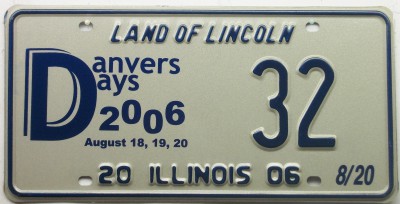 LAND OF LINCOLN
Danvers
Days
2006
August 18, 19, 20
32
20 ILLINOIS 06
8/20